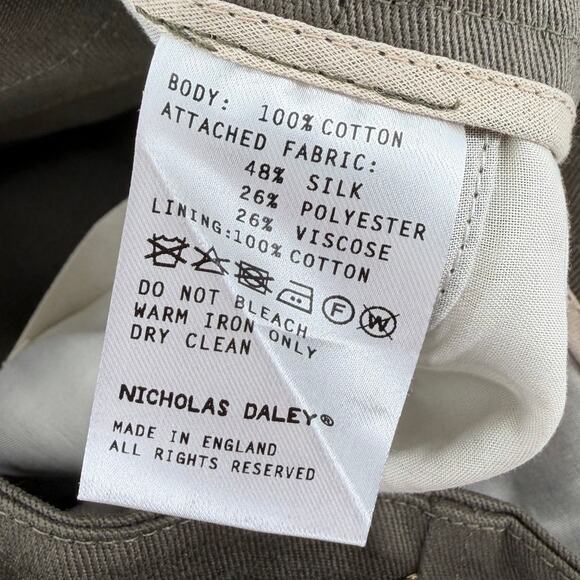 BODY: 100% COTTON
ATTACHED FABRIC:
48% SILK
26% POLYESTER
26% VISCOSE
LINING:100% COTTON
F W
DO NOT BLEACH
WARM IRON ONLY
DRY CLEAN
NICHOLAS DALEY®
MADE IN ENGLAND
ALL RIGHTS RESERVED